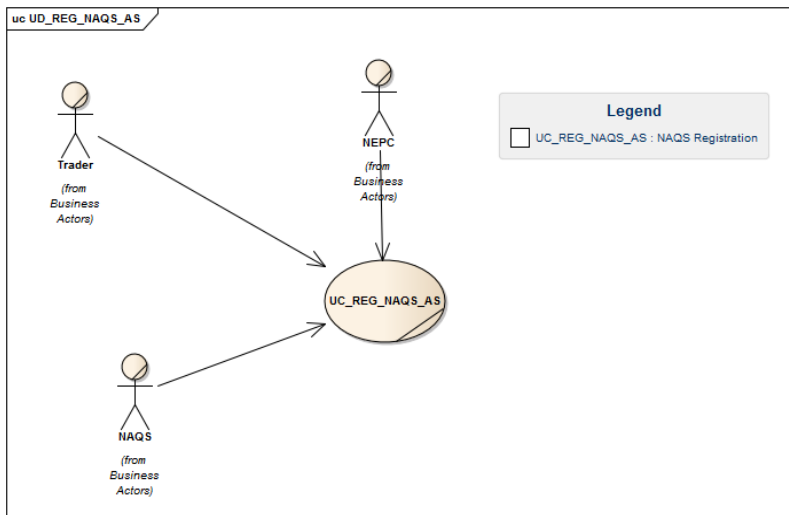 uc UD_REG_NAQS_AS
Trader
(from
Business
Actors)
NEPC
(from
Business
Actors)
Legend
UC_REG_NAQS_AS : NAQS Registration
UC_REG_NAQS_AS
NAQS
(from
Business
Actors)